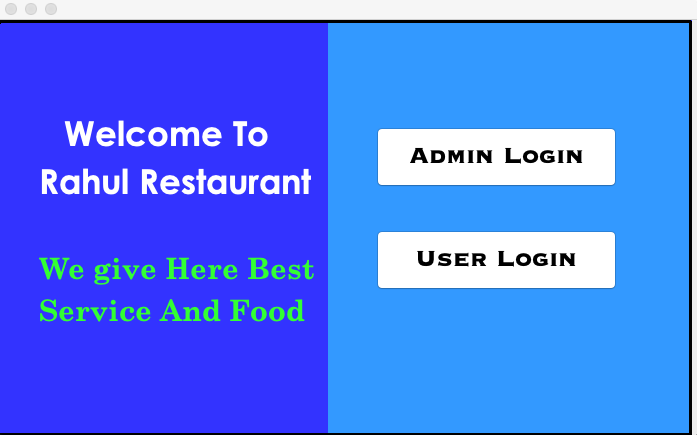 Welcome To
Rahul Restaurant
We give Here Best
Service And Food
Admin Login
User Login